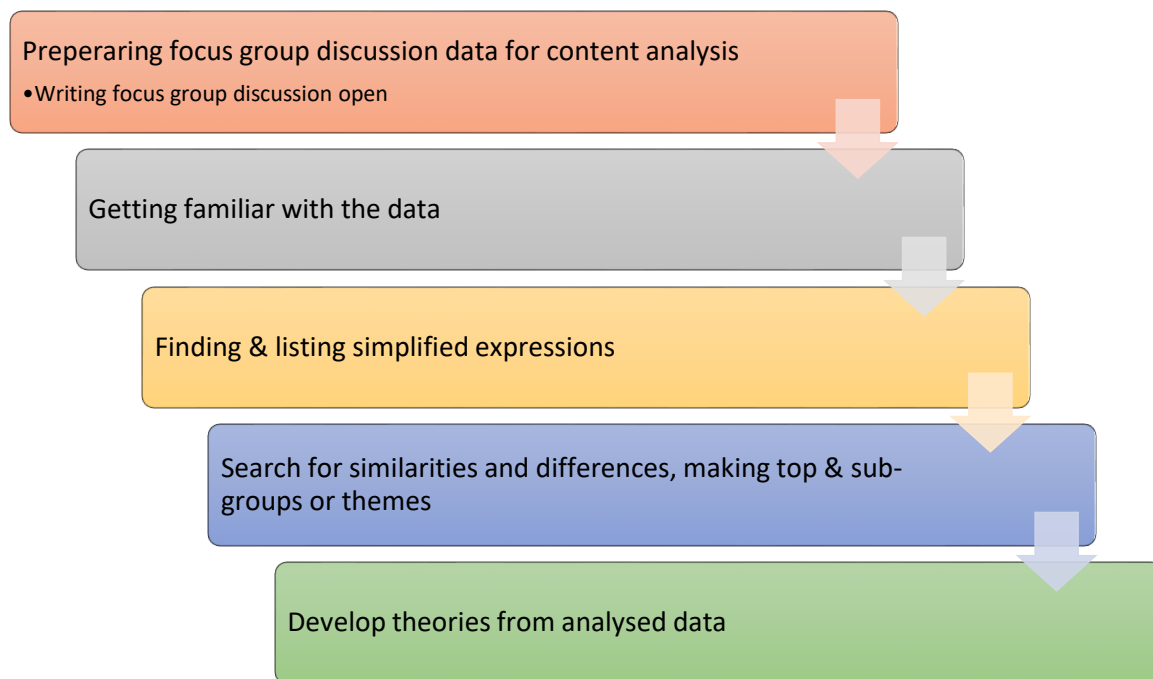 Preperaring focus group discussion data for content analysis
•Writing focus group discussion open
Getting familiar with the data
Finding & listing simplified expressions
Search for similarities and differences, making top & sub-
groups or themes
Develop theories from analysed data